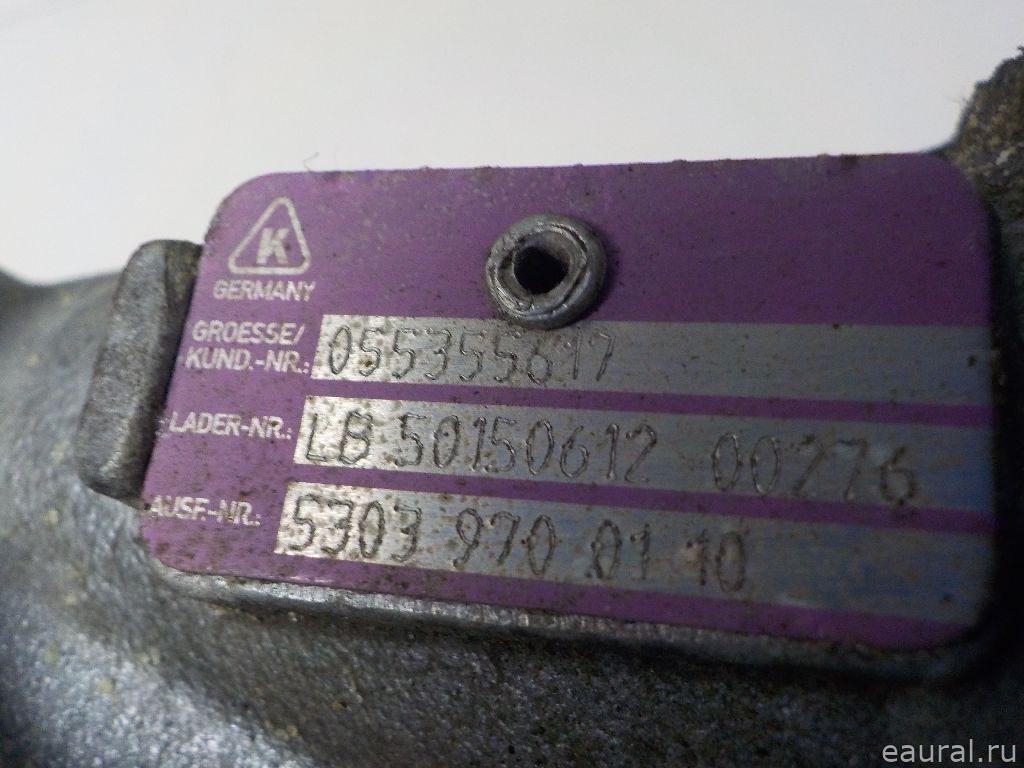 K
GERMANY
GROESSE/
KUND.-NR.: 055355617
LADER-NR.: LB 50150612 00276
AUSF.-NR.: 5303 970 01 10
eaural.ru